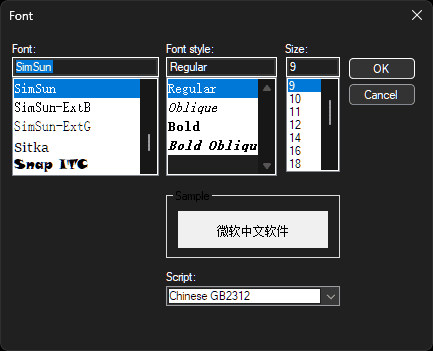 Font
Font: Font style: Size:
SimSun Regular 9 OK
SimSun Regular 9 Cancel
SimSun-ExtB Oblique 10
SimSun-ExtG Bold 11
Sitka Bold Obliqu 12
Snap ITC 14
16
18
Sample
微软中文软件
Script:
Chinese GB2312